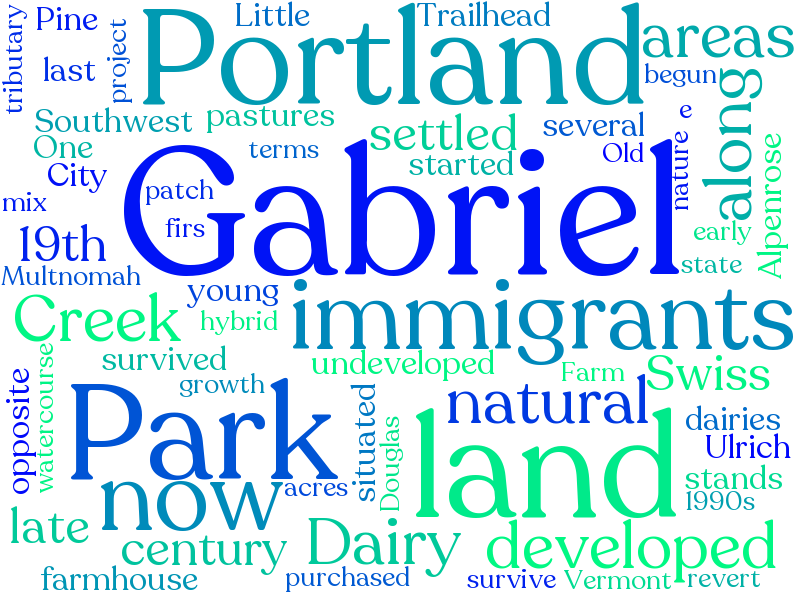 Pine
Little
Trailhead
tributary
project
Portland
areas
last
begun
Southwest
pastures
settled
several
e
along
One
terms
started
Old
nature
City
patch
Gabriel
Alpenrose
mix
firs
early
19th
state
Multnomah
young
immigrants
Creek
hybrid
survived
undeveloped
watercourse
growth
Farm
Swiss
opposite
Park
situated
natural
dairies
Douglas
land
Ulrich
now
acres
stands
1990s
late
century
Dairy
developed
farmhouse
purchased
survive
Vermont
revert